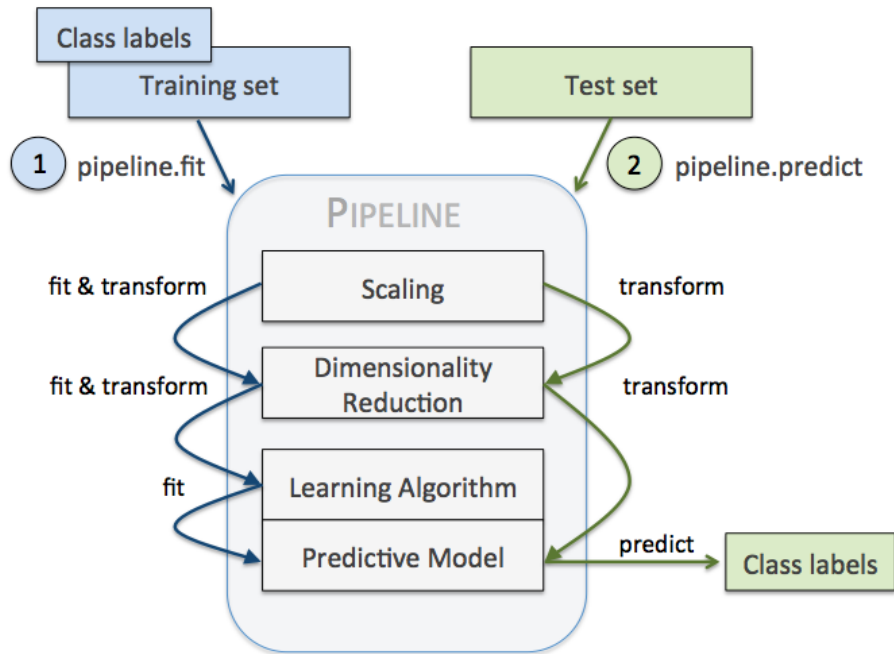 Class labels
Training set
Test set
1
pipeline.fit
2
pipeline.predict
PIPELINE
fit & transform
Scaling
transform
fit & transform
Dimensionality
Reduction
transform
fit
Learning Algorithm
Predictive Model
predict
Class labels